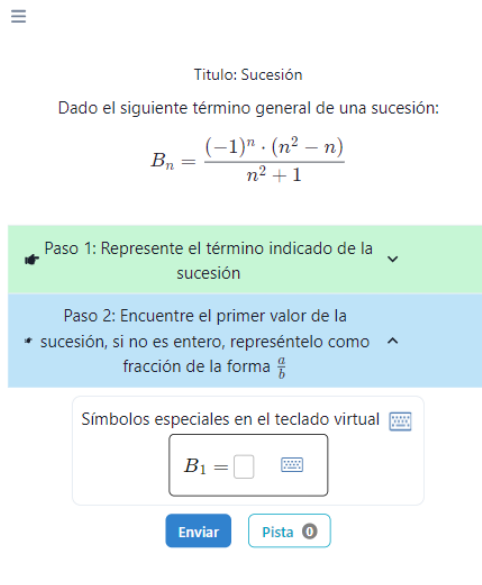 Titulo: Sucesión
Dado el siguiente término general de una sucesión:
$B_n = \frac{(-1)^n \cdot (n^2 - n)}{n^2 + 1}$
Paso 1: Represente el término indicado de la
sucesión
Paso 2: Encuentre el primer valor de la
sucesión, si no es entero, represéntelo como
fracción de la forma $\frac{a}{b}$
Símbolos especiales en el teclado virtual
$B_1 =$
Enviar
Pista 0